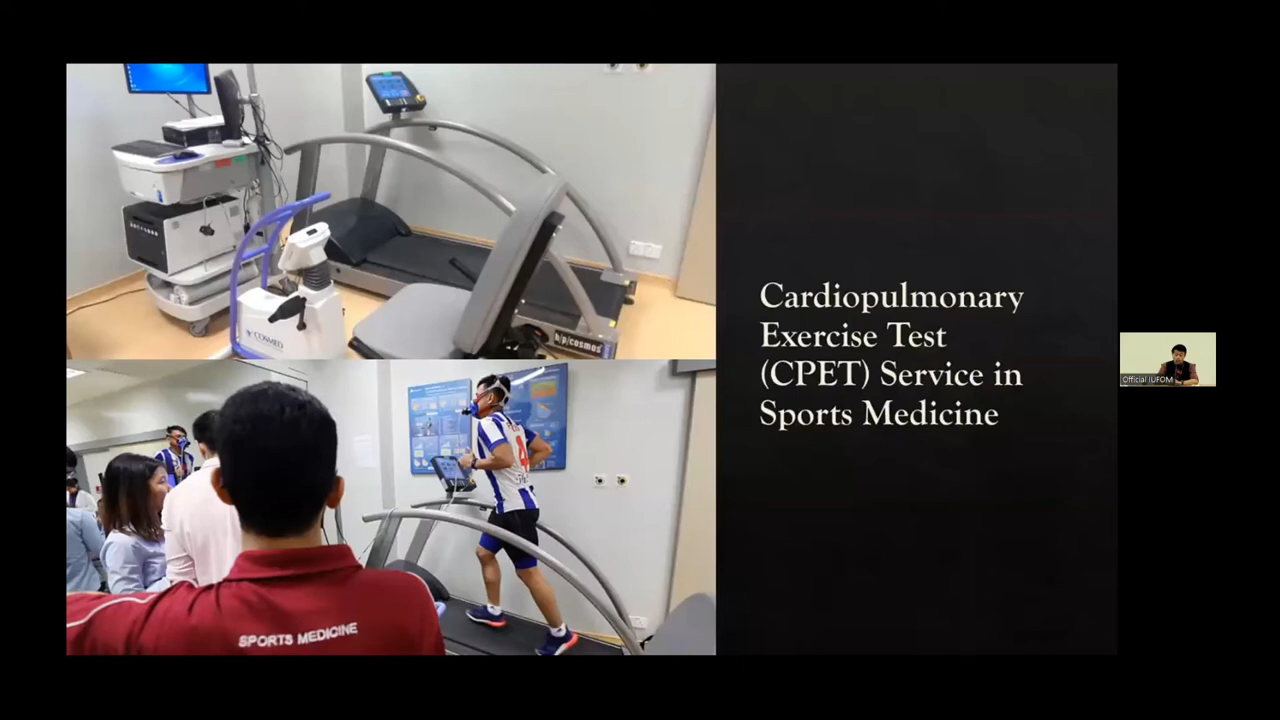 COSMED
h/p/cosmos
SPORTS MEDICINE
Cardiopulmonary
Exercise Test
(CPET) Service in
Sports Medicine
Official IUFOM